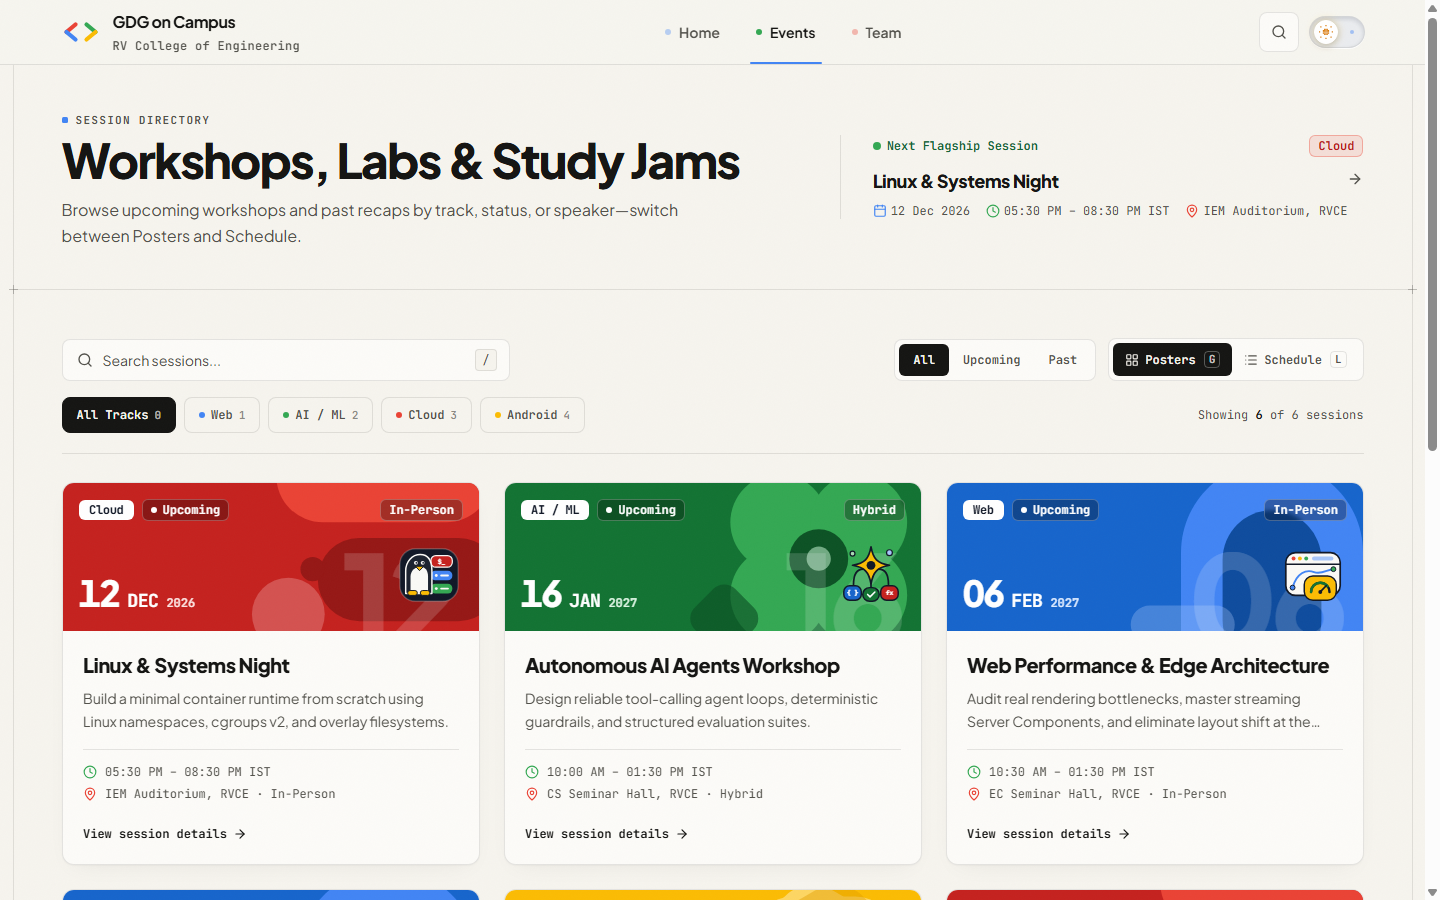 GDG on Campus
RV College of Engineering
Home
Events
Team
SESSION DIRECTORY
Workshops, Labs & Study Jams
Browse upcoming workshops and past recaps by track, status, or speaker—switch
between Posters and Schedule.
Next Flagship Session
Cloud
Linux & Systems Night
12 Dec 2026
05:30 PM – 08:30 PM IST
IEM Auditorium, RVCE
Search sessions...
/
All
Upcoming
Past
Posters G
Schedule L
All Tracks 0
Web 1
AI / ML 2
Cloud 3
Android 4
Showing 6 of 6 sessions
Cloud
Upcoming
In-Person
12 DEC 2026
12
$_
Linux & Systems Night
Build a minimal container runtime from scratch using
Linux namespaces, cgroups v2, and overlay filesystems.
05:30 PM – 08:30 PM IST
IEM Auditorium, RVCE · In-Person
View session details →
AI / ML
Upcoming
Hybrid
16 JAN 2027
16
{ }
fx
Autonomous AI Agents Workshop
Design reliable tool-calling agent loops, deterministic
guardrails, and structured evaluation suites.
10:00 AM – 01:30 PM IST
CS Seminar Hall, RVCE · Hybrid
View session details →
Web
Upcoming
In-Person
06 FEB 2027
06
Web Performance & Edge Architecture
Audit real rendering bottlenecks, master streaming
Server Components, and eliminate layout shift at the…
10:30 AM – 01:30 PM IST
EC Seminar Hall, RVCE · In-Person
View session details →